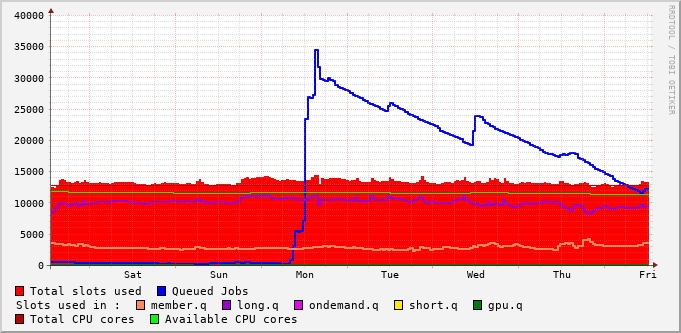 RRDTOOL / TOBI OETIKER
40000
35000
30000
25000
20000
15000
10000
5000
0
Sat Sun Mon Tue Wed Thu Fri
Total slots used Queued Jobs
Slots used in : member.q long.q ondemand.q short.q gpu.q
Total CPU cores Available CPU cores